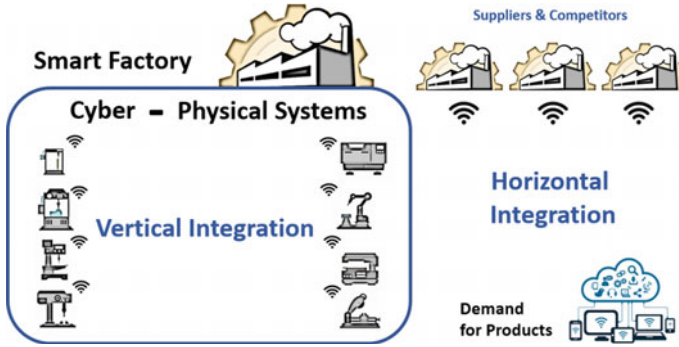 Suppliers & Competitors
Smart Factory
Cyber – Physical Systems
Vertical Integration
Horizontal
Integration
Demand
for Products